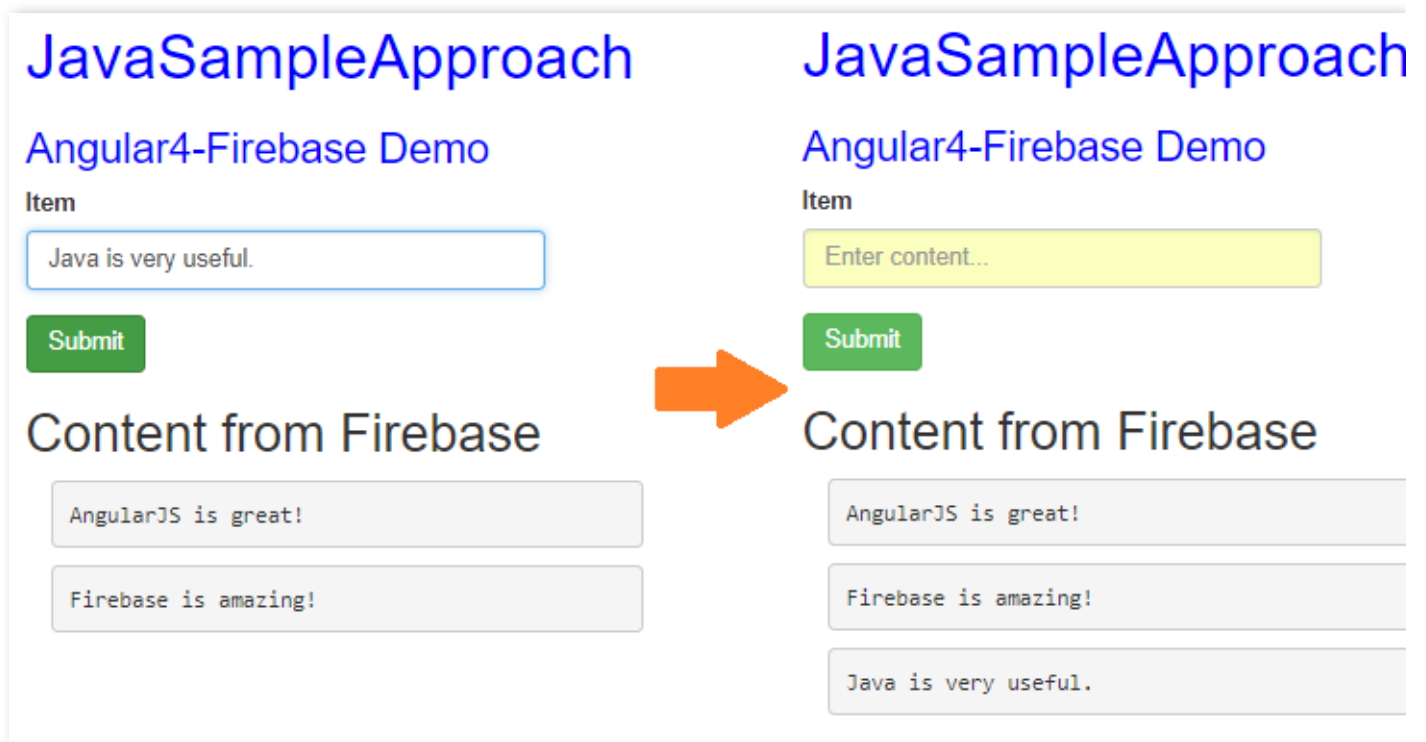 JavaSampleApproach
Angular4-Firebase Demo
Item
Java is very useful.
Submit
Content from Firebase
AngularJS is great!
Firebase is amazing!
JavaSampleApproach
Angular4-Firebase Demo
Item
Enter content...
Submit
Content from Firebase
AngularJS is great!
Firebase is amazing!
Java is very useful.